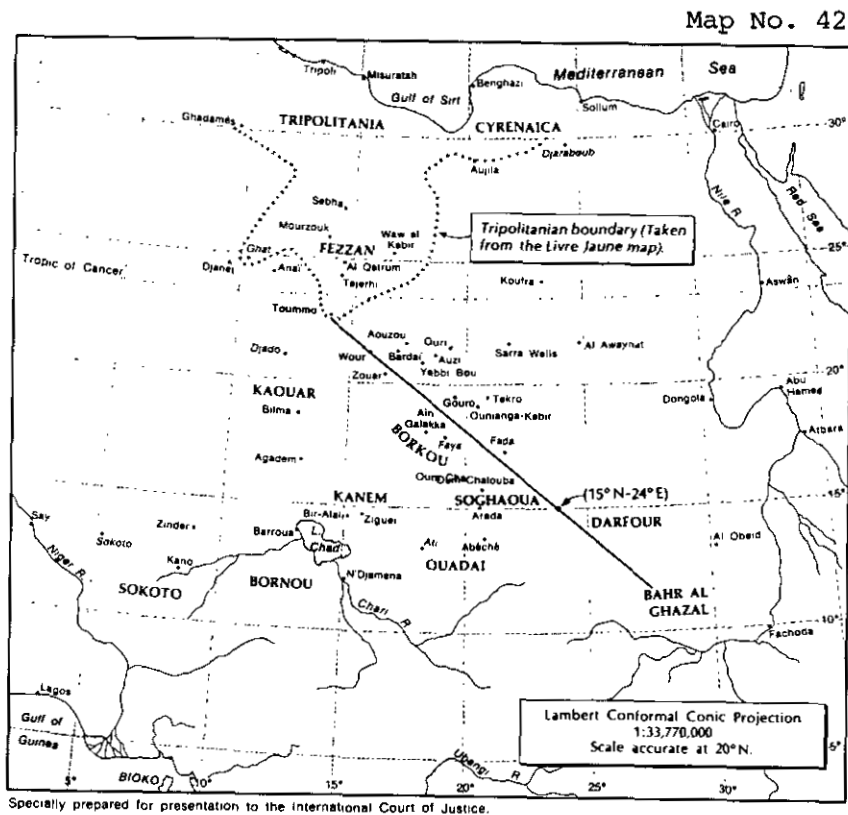 Map No. 42
Mediterranean Sea
Tripoli
Misuratah
Benghazi
Gulf of Sirt
Sollum
Cairo
30°
Ghadamés
TRIPOLITANIA
CYRENAICA
Djaraboub
Aujila
Nile R
Red Sea
Sebha
Mourzouk
Waw al
Kabir
Tripolitanian boundary (Taken
from the Livre Jaune map).
FEZZAN
Ghat
25°
Tropic of Cancer
Djanet
Anai
Al Qatrum
Tejerhi
Koufra
Aswân
Toummo
Aouzou
Ouri
Djado
Wour
Bardai
Auzi
Sarra Wells
Al Awaynat
Zouar
Yebbi Bou
20°
KAOUAR
Gouro
Tekro
Ounianga-Kebir
Dongola
Abu
Hamed
Bilma
Ain
Galakka
Atbara
BORKOU
Faya
Fada
Agadem
Oum Chalouba
KANEM
SOGHAOUA
(15° N-24° E)
15°
Say
Zinder
Bir-Alali
Ziguei
Arada
DARFOUR
Sokoto
Barroua
L.
Chad
Ati
Abéché
Al Obeid
Niger R
Kano
OUADAI
SOKOTO
BORNOU
N'Djamena
BAHR AL
GHAZAL
Chari R
10°
Fachoda
Lagos
Gulf of
Guinea
Lambert Conformal Conic Projection
1:33,770,000
Scale accurate at 20° N.
5°
BIOKO
Ubangi R
5° 10° 15° 20° 25° 30°
Specially prepared for presentation to the International Court of Justice.